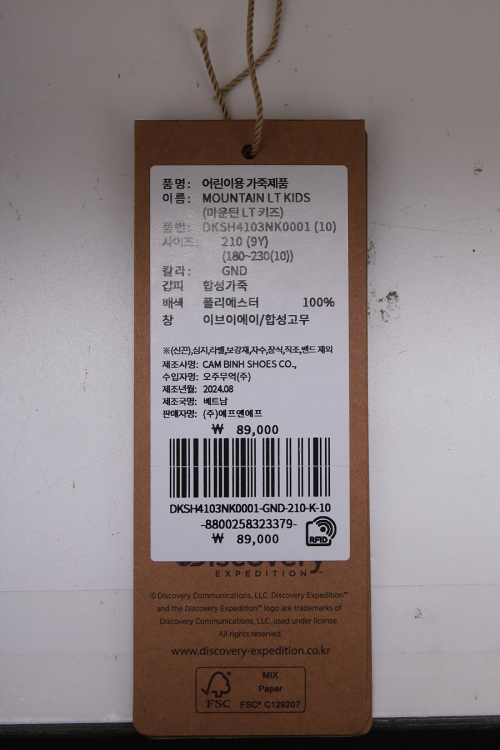 품 명 : 어린이용 가죽제품
이 름 : MOUNTAIN LT KIDS
(마운틴 LT 키즈)
품번: DKSH4103NK0001 (10)
사이즈: 210 (9Y)
(180~230(10))
칼 라 : GND
갑피 합성가죽
배색 폴리에스터 100%
창 이브이에이/합성고무
※(신끈),심지,라벨,보강재,자수,장식,직조,밴드 제외
제조사명: CAM BINH SHOES CO.,
수입자명: 오주무역(주)
제조년월: 2024.08
제조국명: 베트남
판매자명: (주)에프앤에프
₩ 89,000
DKSH4103NK0001-GND-210-K-10
-8800258323379-
₩ 89,000
RFID
Discovery
EXPEDITION™
© Discovery Communications, LLC. Discovery Expedition™
and the Discovery Expedition™ logo are trademarks of
Discovery Communications, LLC, used under license.
All rights reserved
www.discovery-expedition.co.kr
FSC
MIX
Paper
FSC® C129207